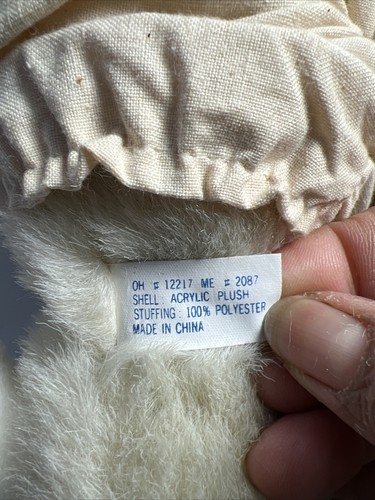 OH # 12217 ME # 2087
SHELL : ACRYLIC PLUSH
STUFFING : 100% POLYESTER
MADE IN CHINA